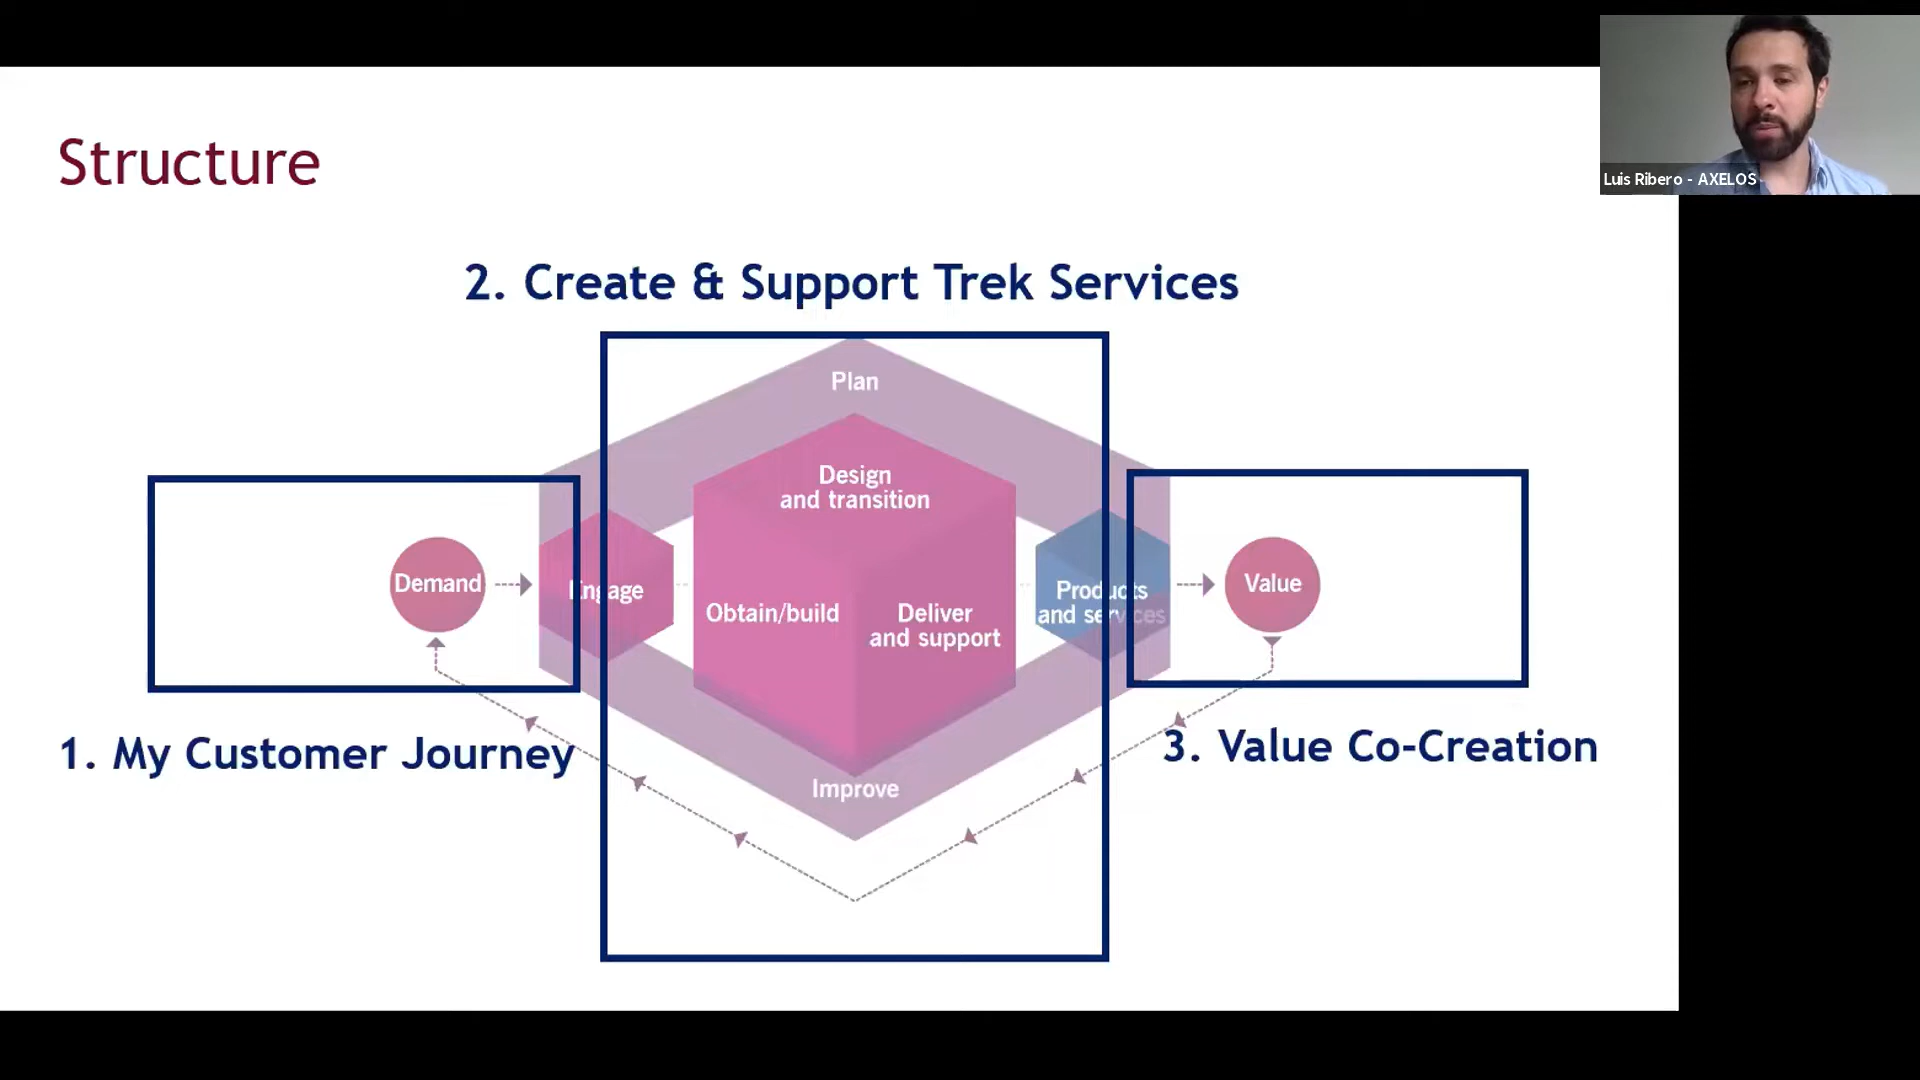 Luis Ribero - AXELOS
Structure
2. Create & Support Trek Services
Plan
Design
and transition
Demand
Engage
Obtain/build
Deliver
and support
Products
and services
Value
1. My Customer Journey
3. Value Co-Creation
Improve